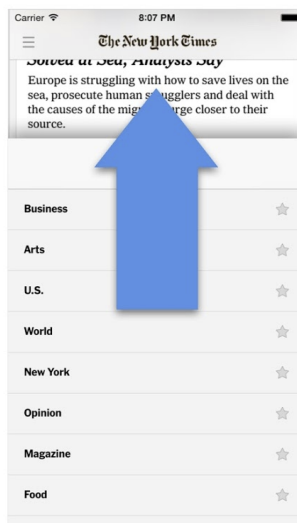 Carrier 8:07 PM
The New York Times
Solved at Sea, Analysts Say
Europe is struggling with how to save lives on the
sea, prosecute human smugglers and deal with
the causes of the surge closer to their
source.
Business
Arts
U.S.
World
New York
Opinion
Magazine
Food